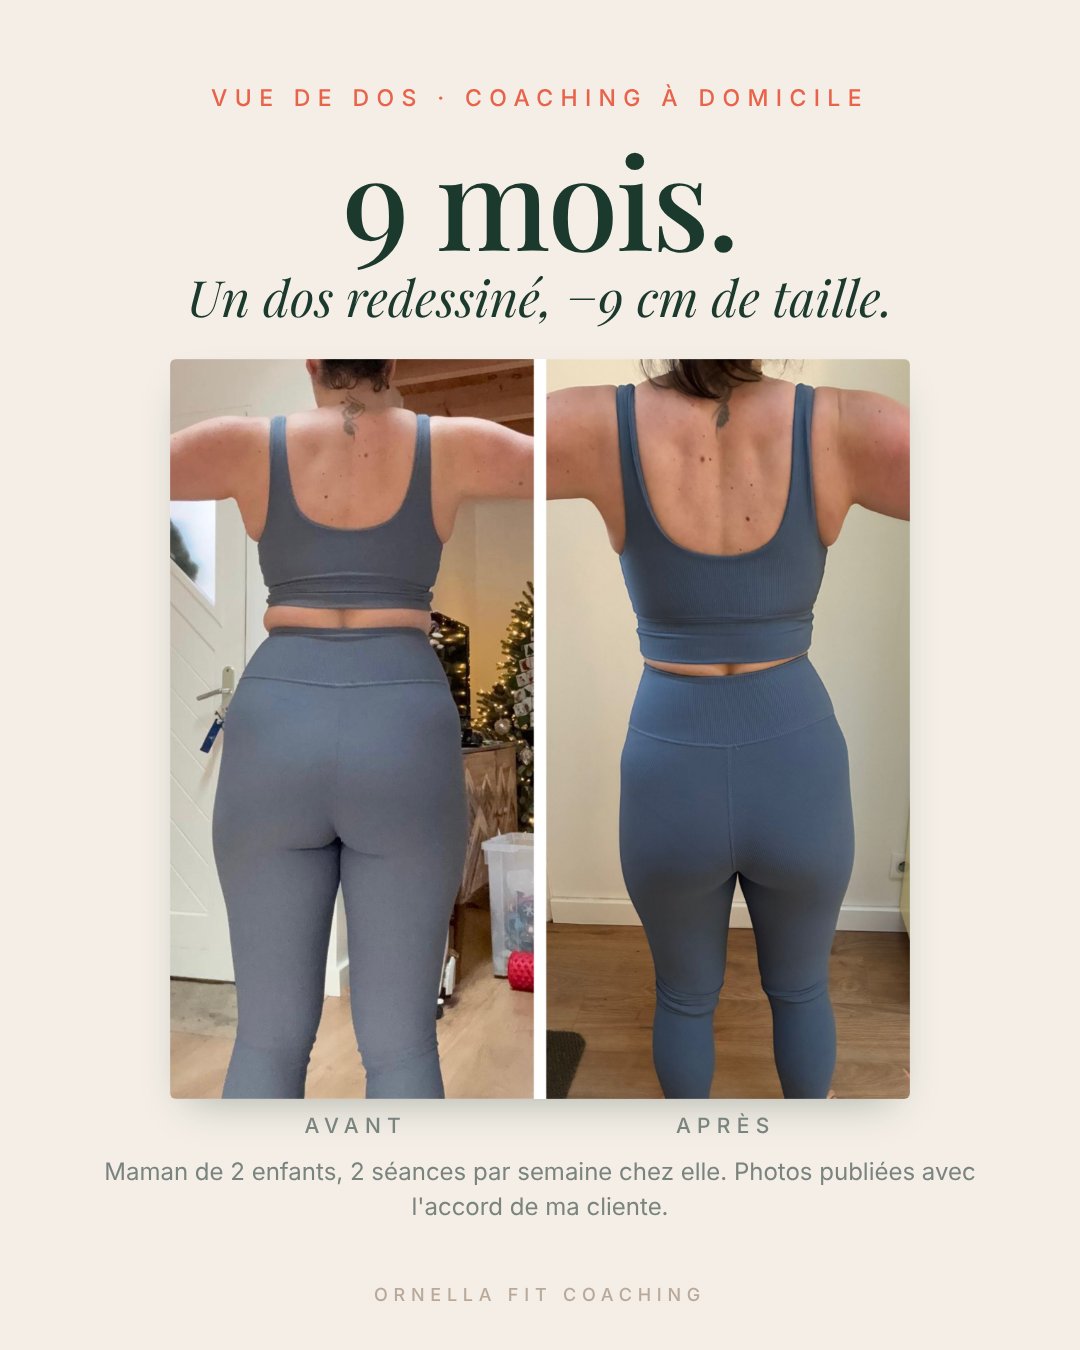 VUE DE DOS · COACHING À DOMICILE
9 mois.
Un dos redessiné, −9 cm de taille.
AVANT
APRÈS
Maman de 2 enfants, 2 séances par semaine chez elle. Photos publiées avec
l'accord de ma cliente.
ORNELLA FIT COACHING